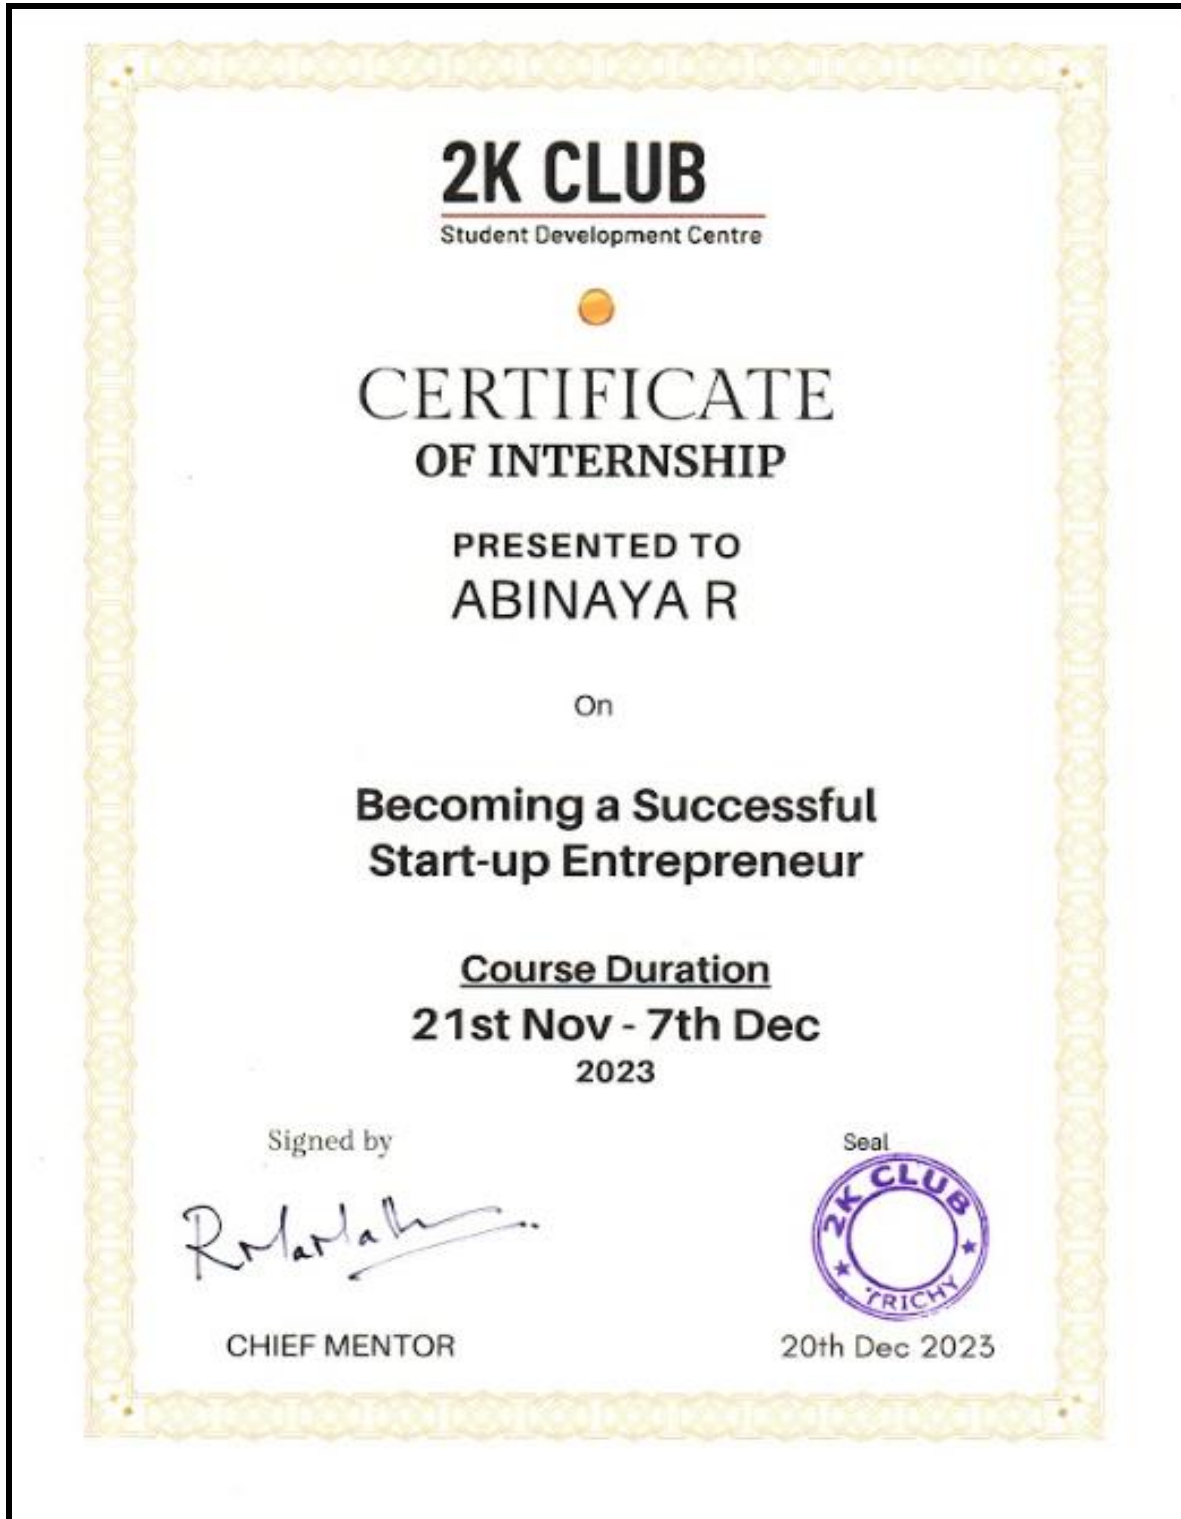 2K CLUB
Student Development Centre
CERTIFICATE
OF INTERNSHIP
PRESENTED TO
ABINAYA R
On
Becoming a Successful
Start-up Entrepreneur
Course Duration
21st Nov - 7th Dec
2023
Signed by
CHIEF MENTOR
Seal
2K CLUB
TRICHY
20th Dec 2023